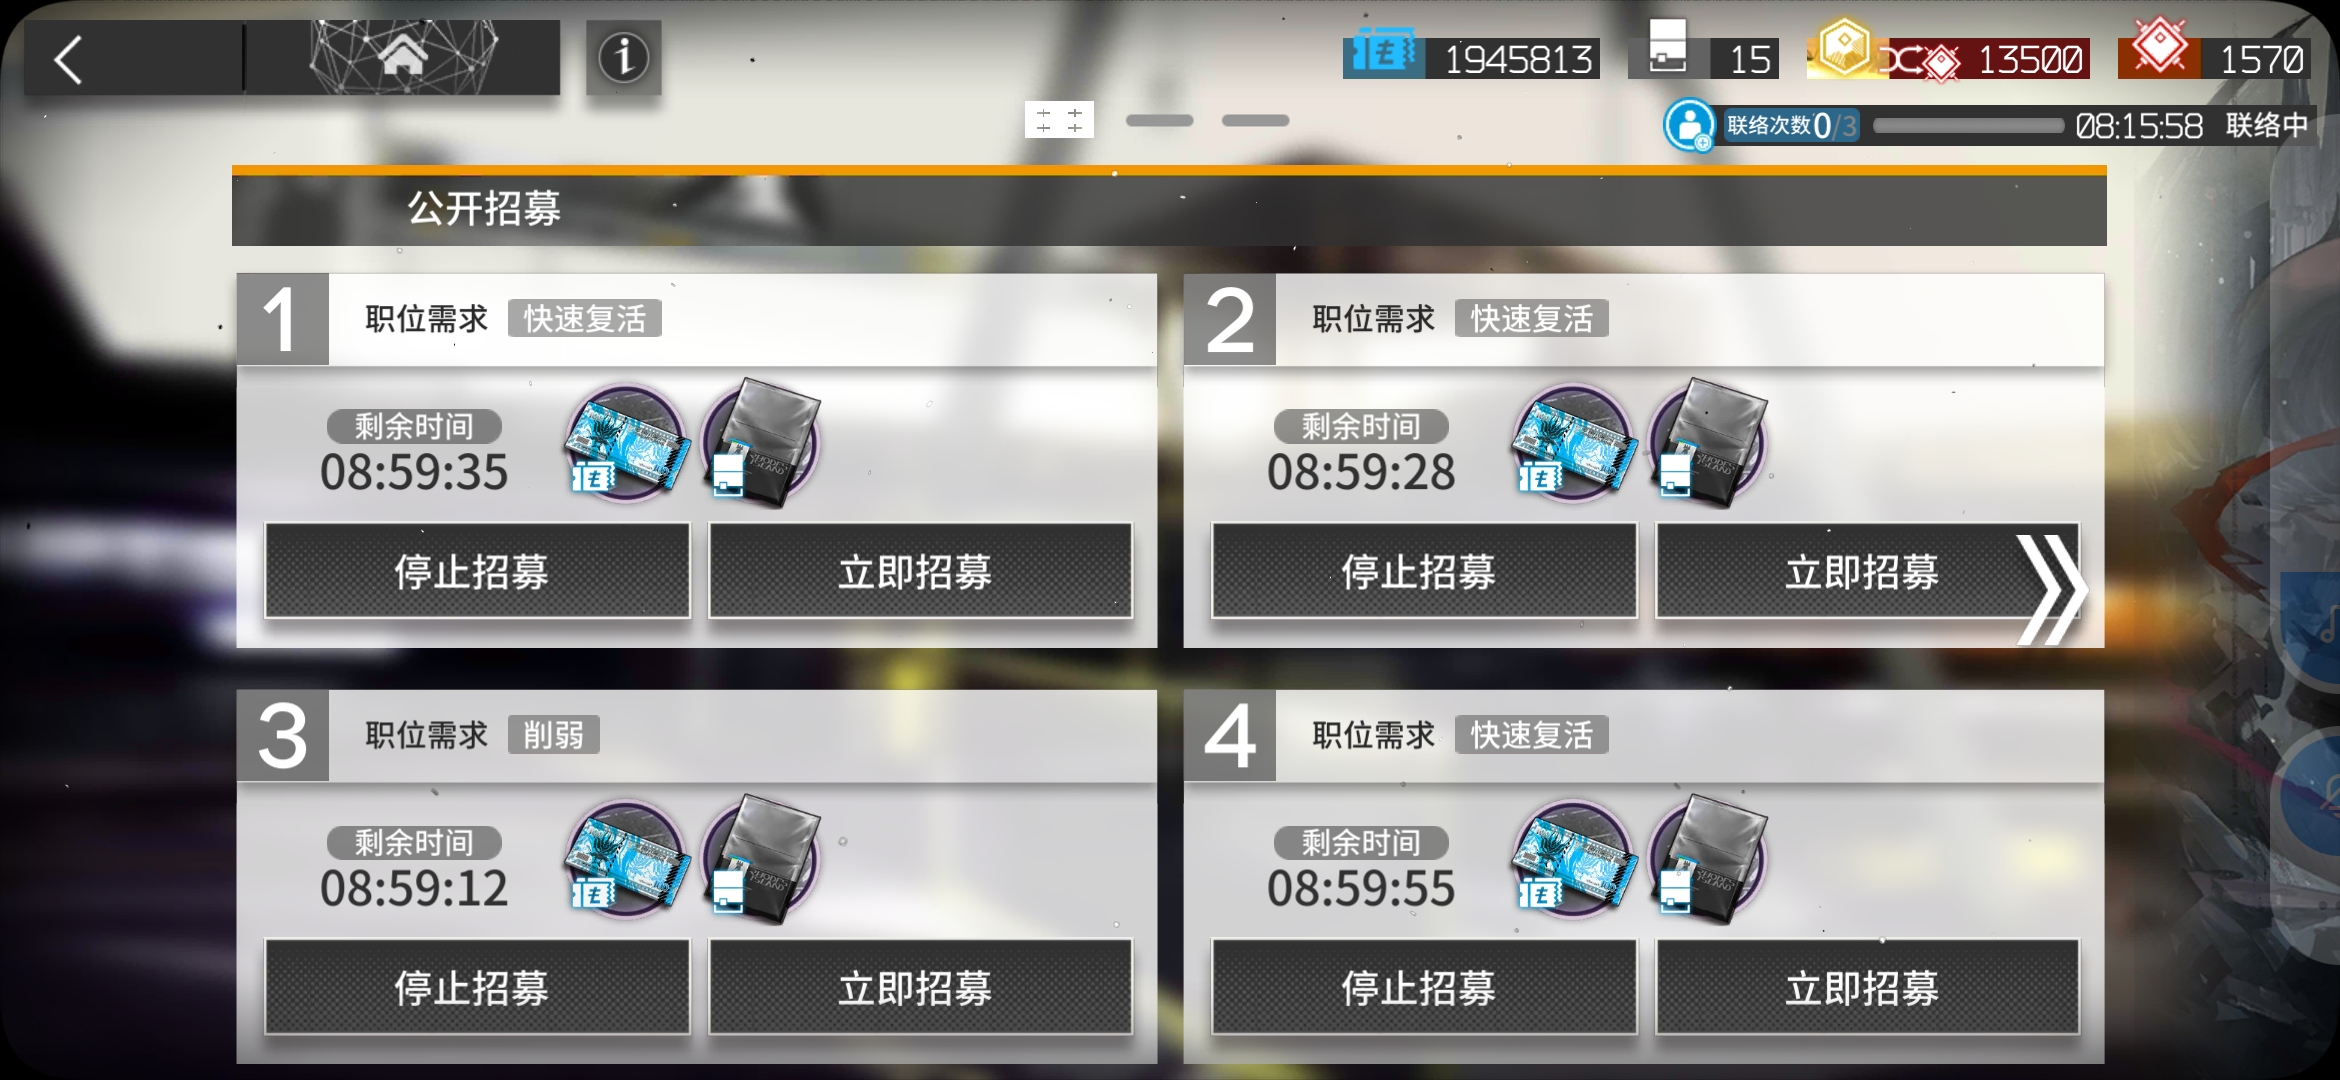 1945813
15
13500
1570
联络次数0/3
08:15:58 联络中
公开招募
1 职位需求 快速复活
剩余时间
08:59:35
停止招募 立即招募
2 职位需求 快速复活
剩余时间
08:59:28
停止招募 立即招募
3 职位需求 削弱
剩余时间
08:59:12
停止招募 立即招募
4 职位需求 快速复活
剩余时间
08:59:55
停止招募 立即招募